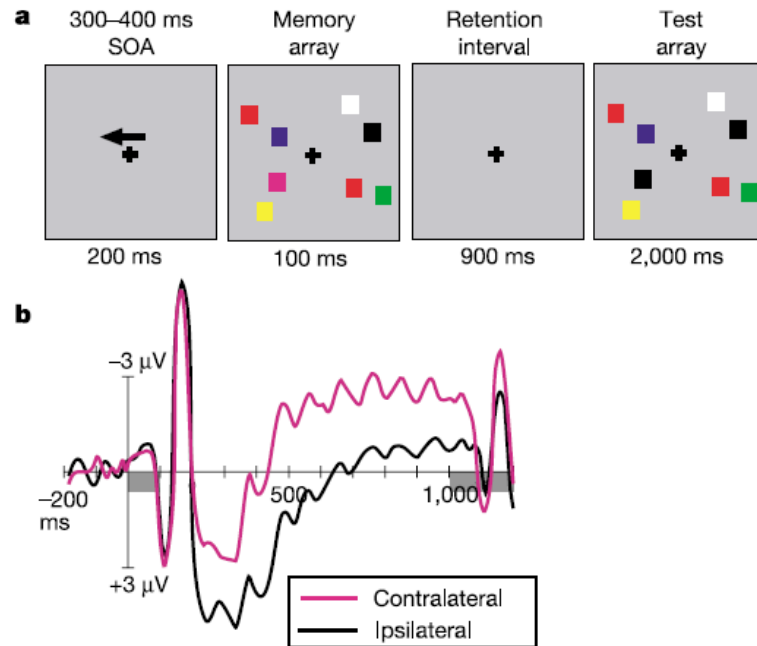 a
300–400 ms SOA
Memory array
Retention interval
Test array
200 ms
100 ms
900 ms
2,000 ms
b
–3 μV
–200 ms
500
1,000
+3 μV
Contralateral
Ipsilateral